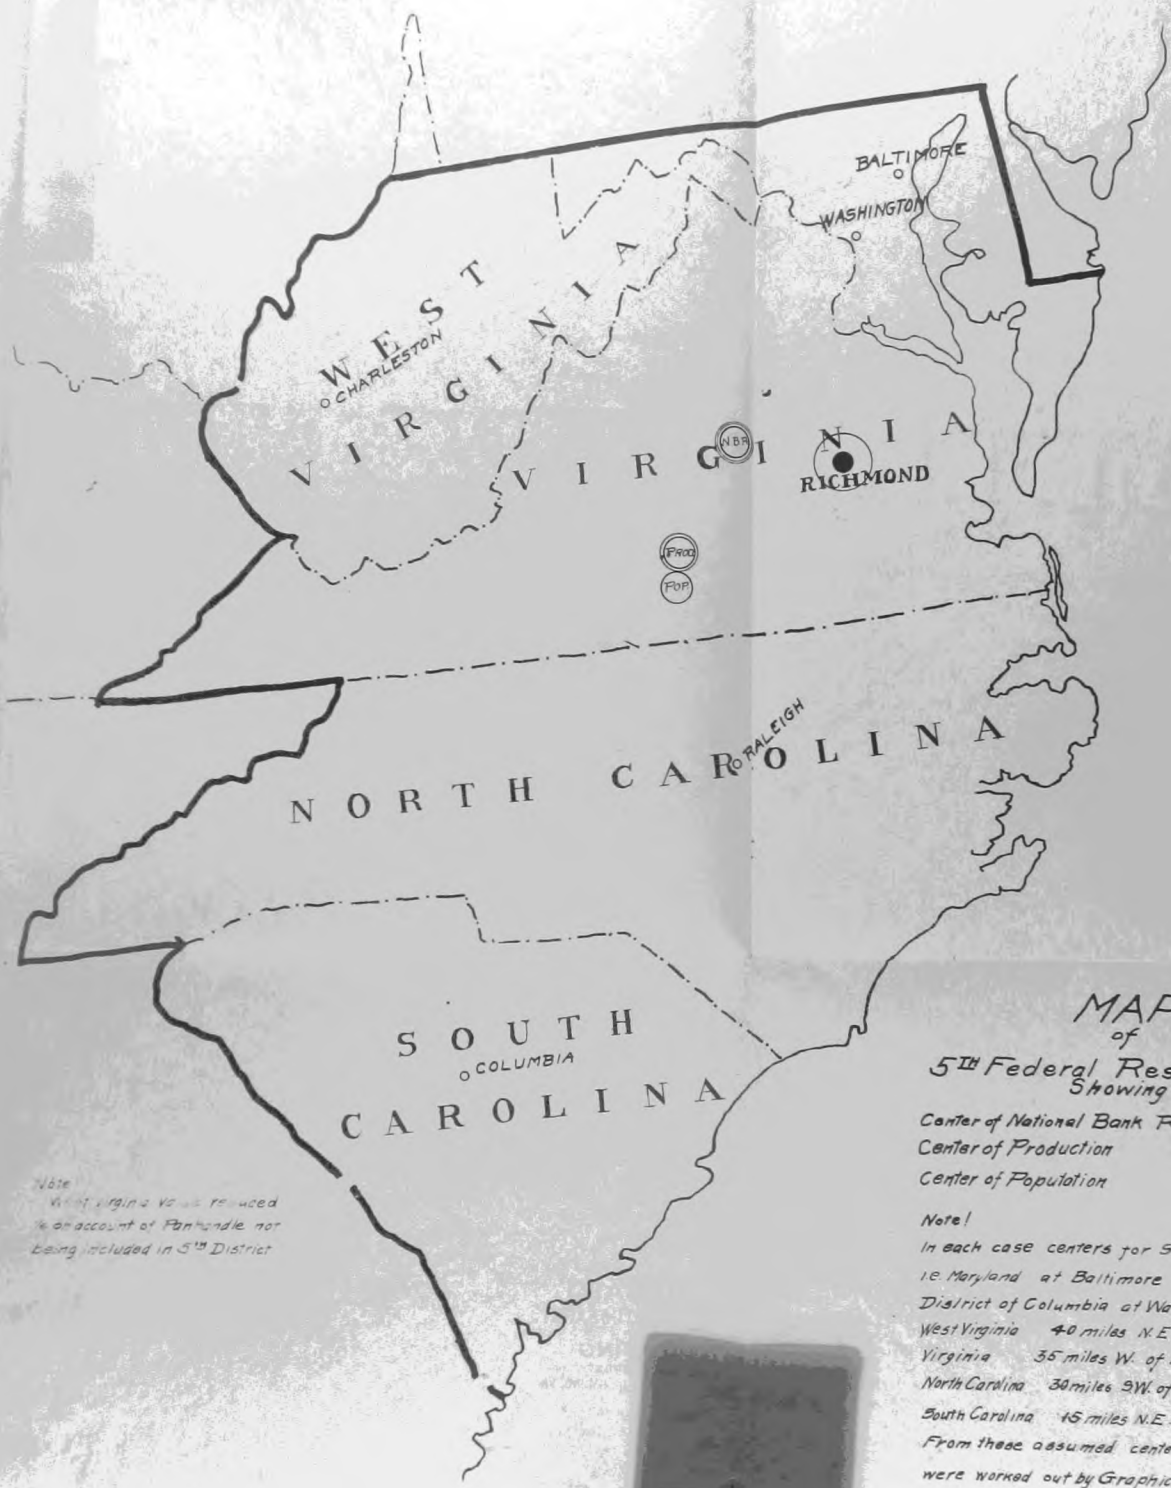 BALTIMORE
WASHINGTON
WEST
CHARLESTON
VIRGINIA
VIRGINIA
NBR
RICHMOND
PROD
POP.
RALEIGH
NORTH CAROLINA
SOUTH
COLUMBIA
CAROLINA
Note
West Virginia reduced
on account of Panhandle not
being included in 5TH District
MAP
of
5TH Federal Res
Showing
Center of National Bank R
Center of Production
Center of Population
Note!
In each case centers for S
i.e. Maryland at Baltimore
District of Columbia at Wa
West Virginia 40 miles N.E
Virginia 35 miles W. of
North Carolina 30 miles S.W. of
South Carolina 15 miles N.E.
From these assumed cente
were worked out by Graphic